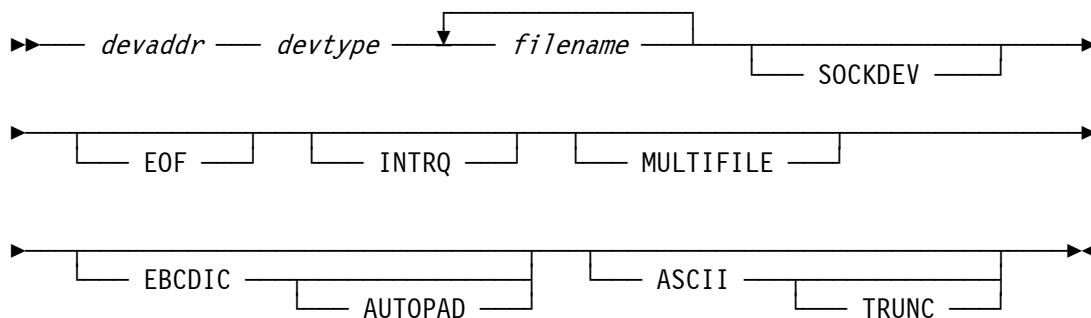 devaddr devtype filename
SOCKDEV
EOF INTRQ MULTIFILE
EBCDIC ASCII
AUTOPAD TRUNC